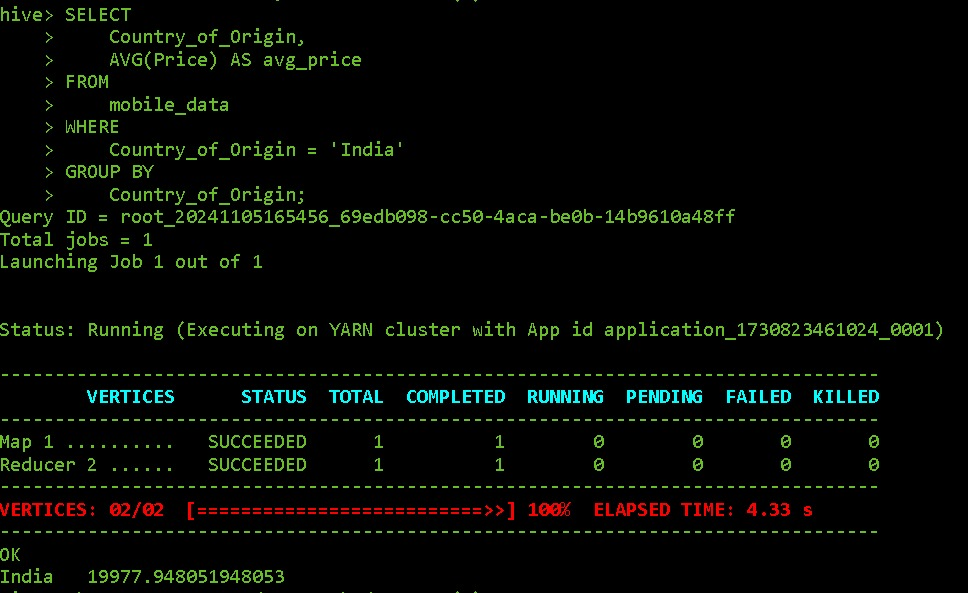 hive> SELECT
    >     Country_of_Origin,
    >     AVG(Price) AS avg_price
    > FROM
    >     mobile_data
    > WHERE
    >     Country_of_Origin = 'India'
    > GROUP BY
    >     Country_of_Origin;
Query ID = root_20241105165456_69edb098-cc50-4aca-be0b-14b9610a48ff
Total jobs = 1
Launching Job 1 out of 1
Status: Running (Executing on YARN cluster with App id application_1730823461024_0001)
--------------------------------------------------------------------------------
        VERTICES      STATUS  TOTAL  COMPLETED  RUNNING  PENDING  FAILED  KILLED
--------------------------------------------------------------------------------
Map 1 ..........   SUCCEEDED      1          1        0        0       0       0
Reducer 2 ......   SUCCEEDED      1          1        0        0       0       0
--------------------------------------------------------------------------------
VERTICES: 02/02  [==========================>>] 100%  ELAPSED TIME: 4.33 s
--------------------------------------------------------------------------------
OK
India   19977.948051948053